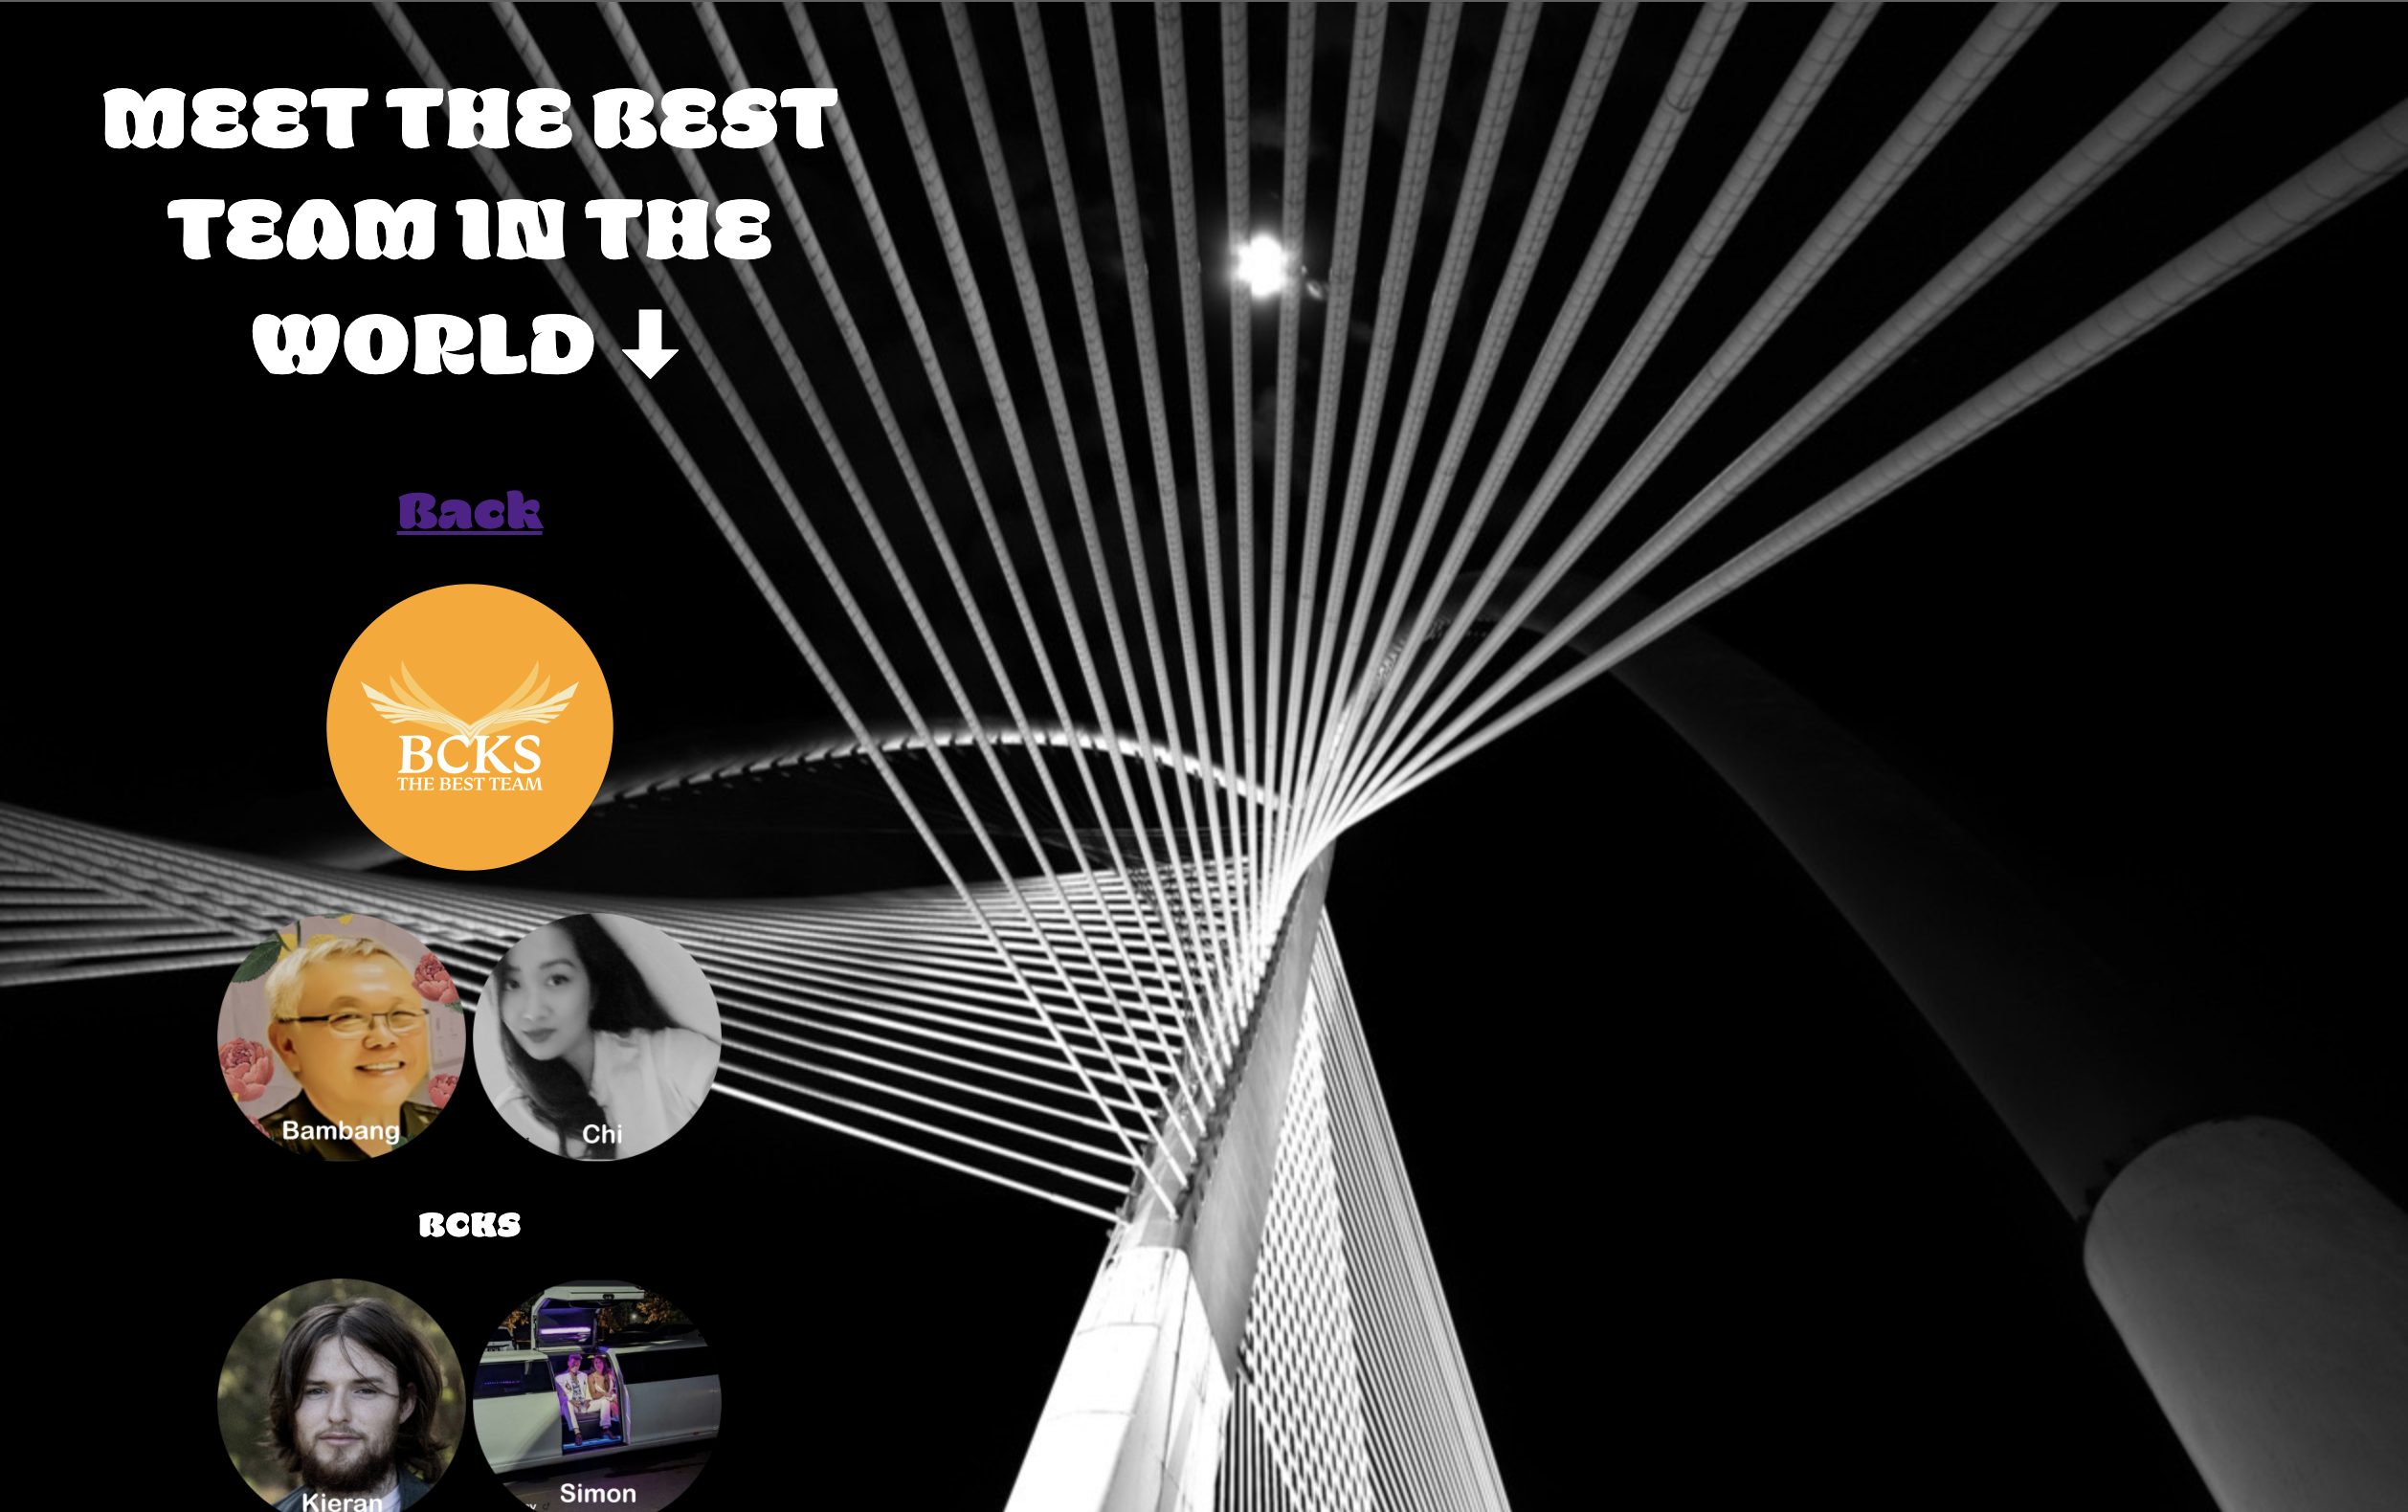 MEET THE BEST
TEAM IN THE
WORLD ⬇
Back
BCKS
THE BEST TEAM
Bambang
Chi
BCKS
Kieran
Simon